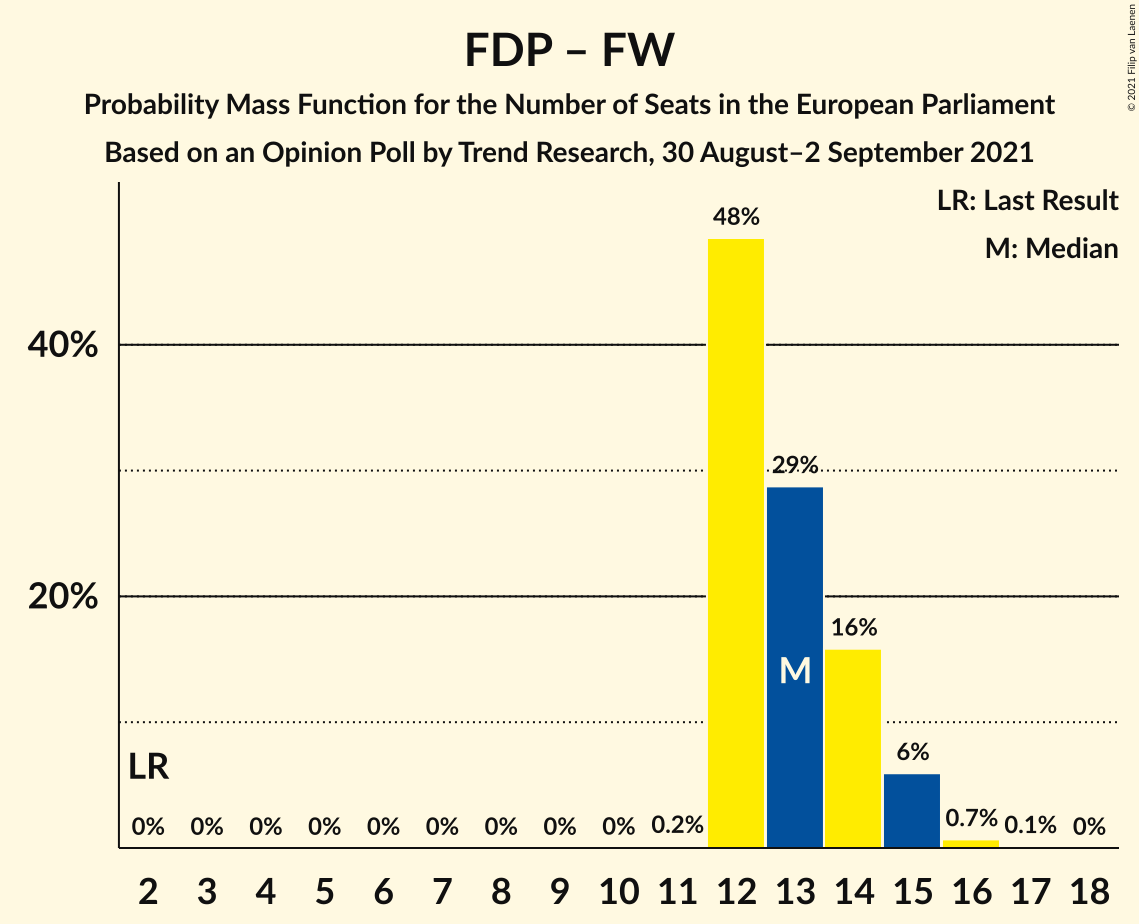 FDP – FW
Probability Mass Function for the Number of Seats in the European Parliament
Based on an Opinion Poll by Trend Research, 30 August–2 September 2021
© 2021 Filip van Laenen
LR: Last Result
M: Median
48%
40%
29%
20%
16%
M
6%
LR
0% 0% 0% 0% 0% 0% 0% 0% 0% 0.2% 0.7% 0.1% 0%
2 3 4 5 6 7 8 9 10 11 12 13 14 15 16 17 18